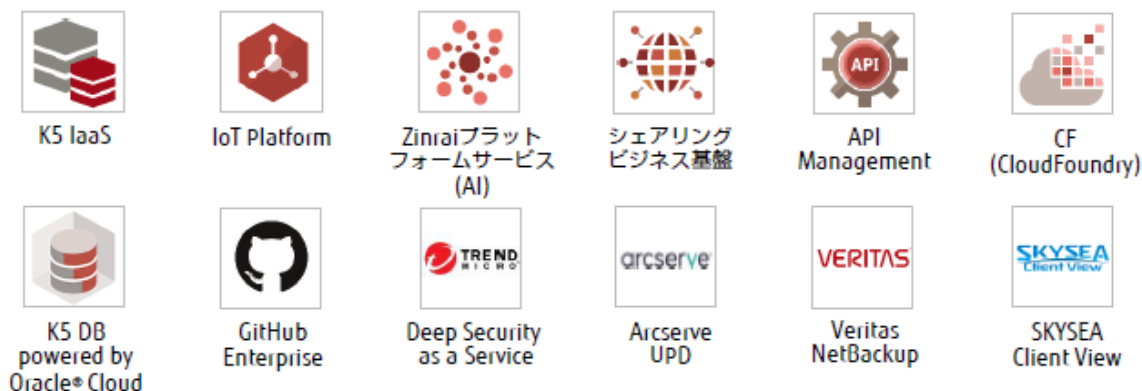 API
K5 IaaS
IoT Platform
Zinraiプラット
フォームサービス
(AI)
シェアリング
ビジネス基盤
API
Management
CF
(CloudFoundry)
TREND
MICRO
arcserve
VERITAS
SKYSEA
Client View
K5 DB
powered by
Oracle® Cloud
GitHub
Enterprise
Deep Security
as a Service
Arcserve
UPD
Veritas
NetBackup
SKYSEA
Client View